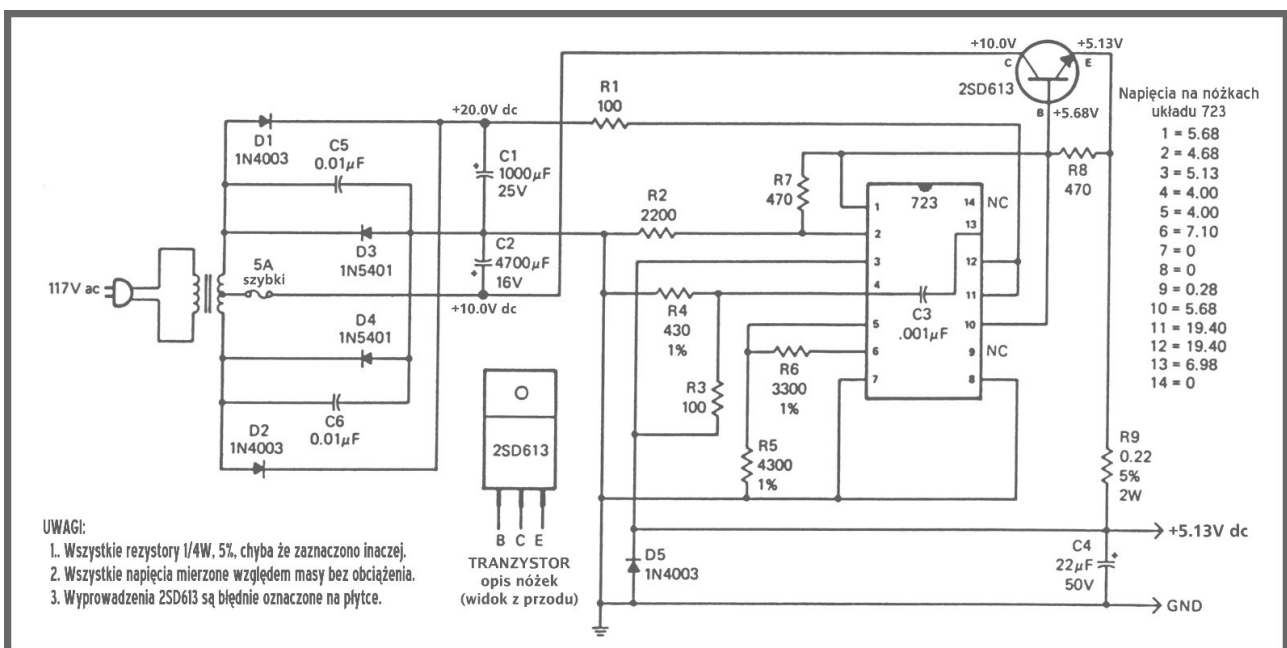 +10.0V
C
+5.13V
E
2SD613
B
+5.68V
Napięcia na nóżkach
układu 723
1 = 5.68
2 = 4.68
3 = 5.13
4 = 4.00
5 = 4.00
6 = 7.10
7 = 0
8 = 0
9 = 0.28
10 = 5.68
11 = 19.40
12 = 19.40
13 = 6.98
14 = 0
+20.0V dc
R1
100
D1
1N4003
C5
0.01µF
+
C1
1000µF
25V
R7
470
R8
470
R2
2200
723
1
2
3
4
5
6
7
14
13
12
11
10
9
8
NC
NC
D3
1N5401
C2
4700µF
16V
+
5A
szybki
117V ac
+10.0V dc
R4
430
1%
C3
.001µF
D4
1N5401
R6
3300
1%
R3
100
C6
0.01µF
D2
1N4003
R5
4300
1%
R9
0.22
5%
2W
2SD613
B C E
TRANZYSTOR
opis nóżek
(widok z przodu)
+5.13V dc
D5
1N4003
C4
22µF
50V
+
GND
UWAGI:
1.. Wszystkie rezystory 1/4W, 5%, chyba że zaznaczono inaczej.
2. Wszystkie napięcia mierzone względem masy bez obciążenia.
3. Wyprowadzenia 2SD613 są błędnie oznaczone na płytce.